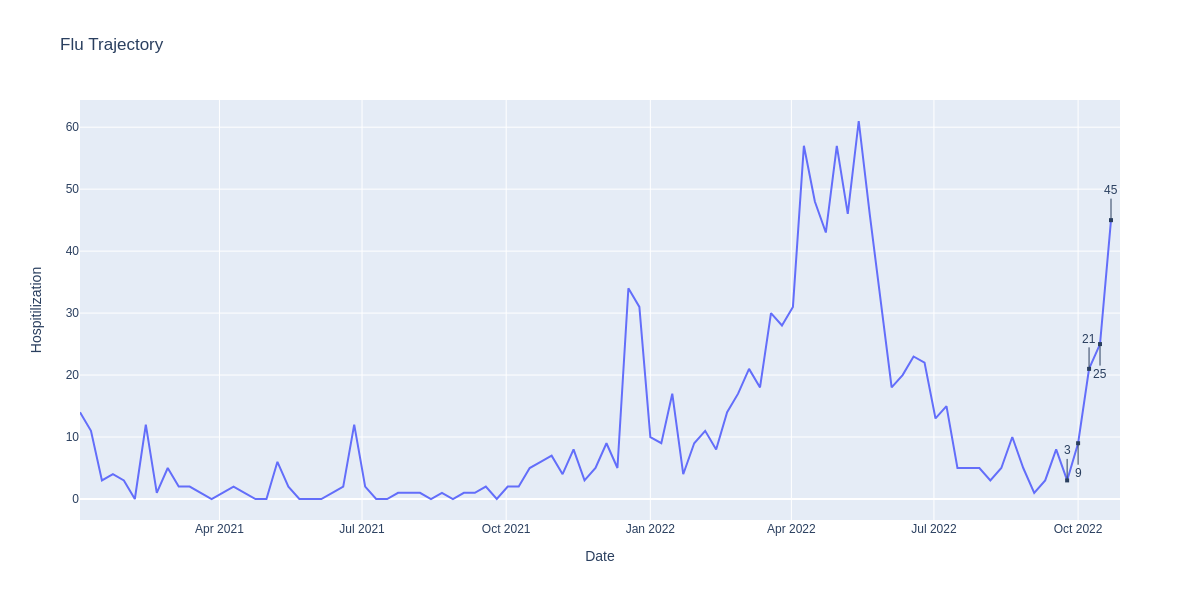 Flu Trajectory
60
50
40
30
20
10
0
Hospitilization
45
21
25
3
9
Apr 2021
Jul 2021
Oct 2021
Jan 2022
Apr 2022
Jul 2022
Oct 2022
Date